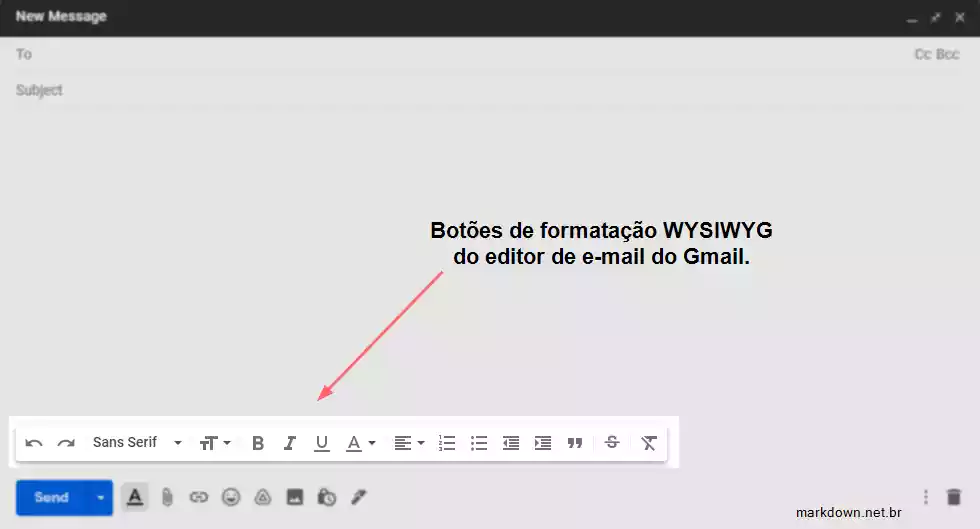 New Message
To
Cc Bcc
Subject
Botões de formatação WYSIWYG
do editor de e-mail do Gmail.
Sans Serif
Send
markdown.net.br